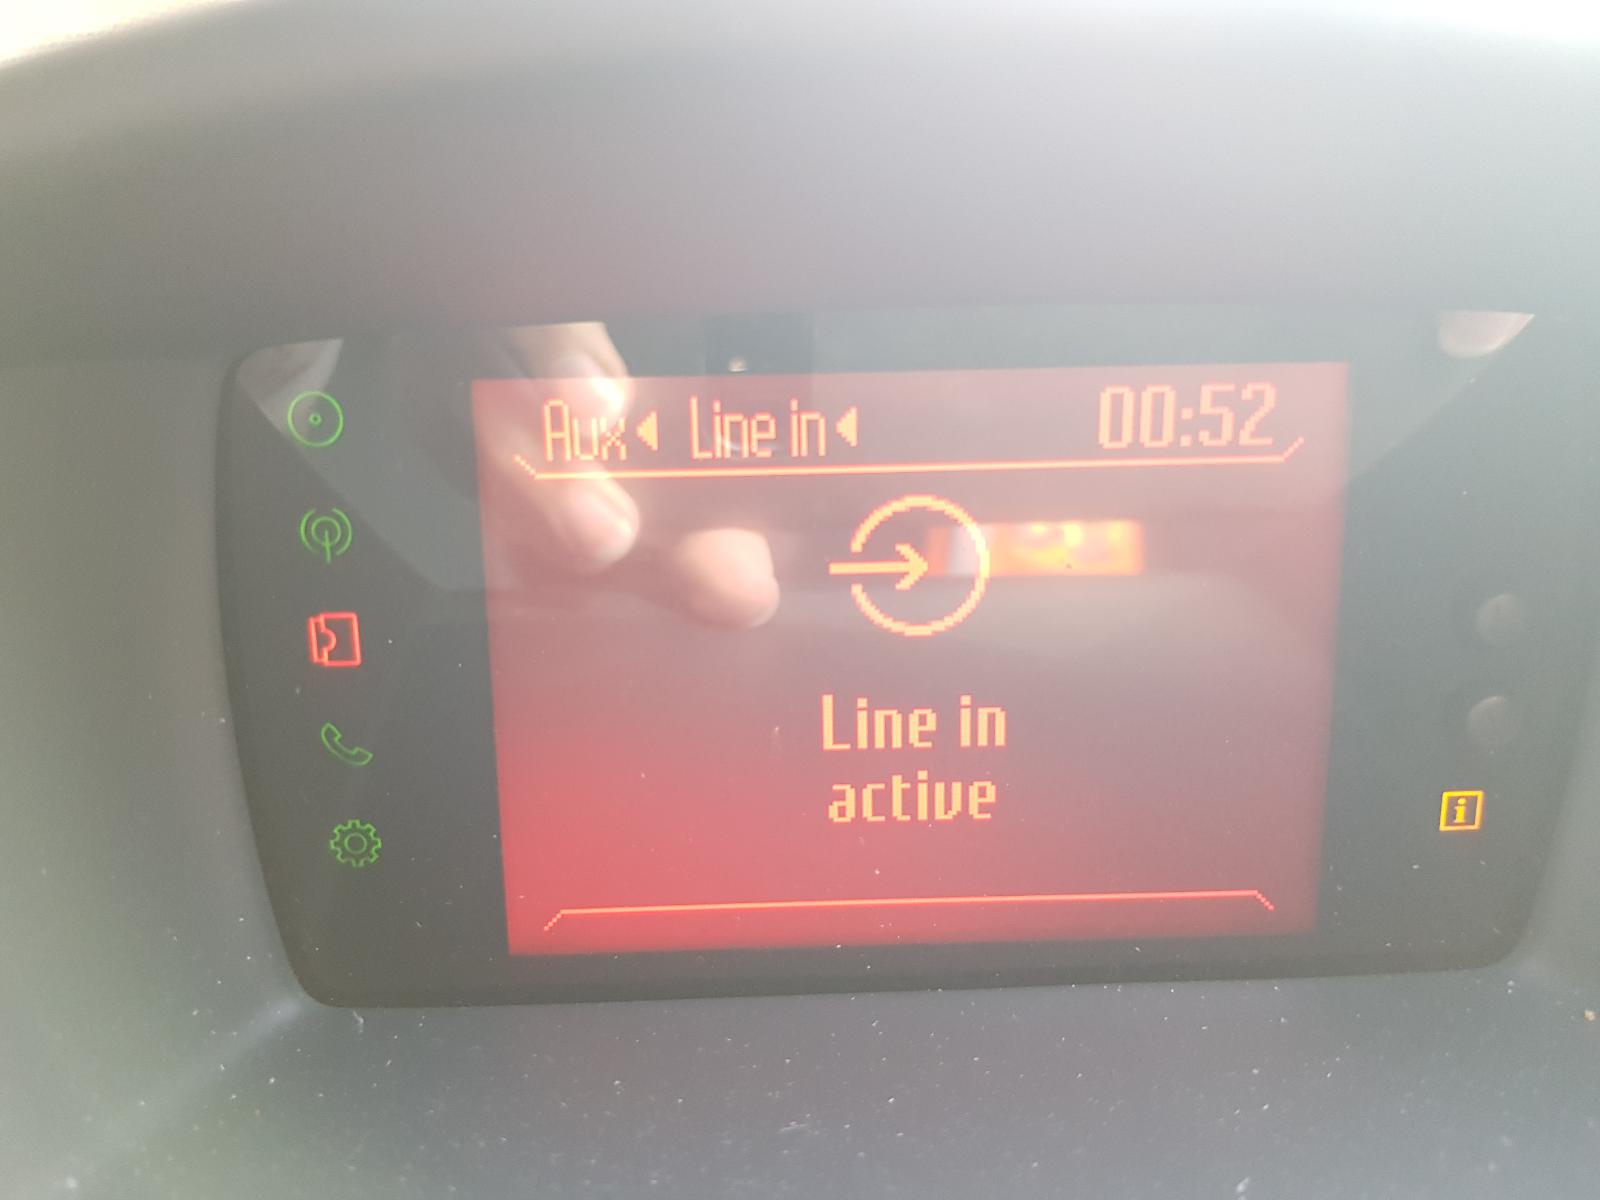 Aux Line in 00:52
Line in
active
i